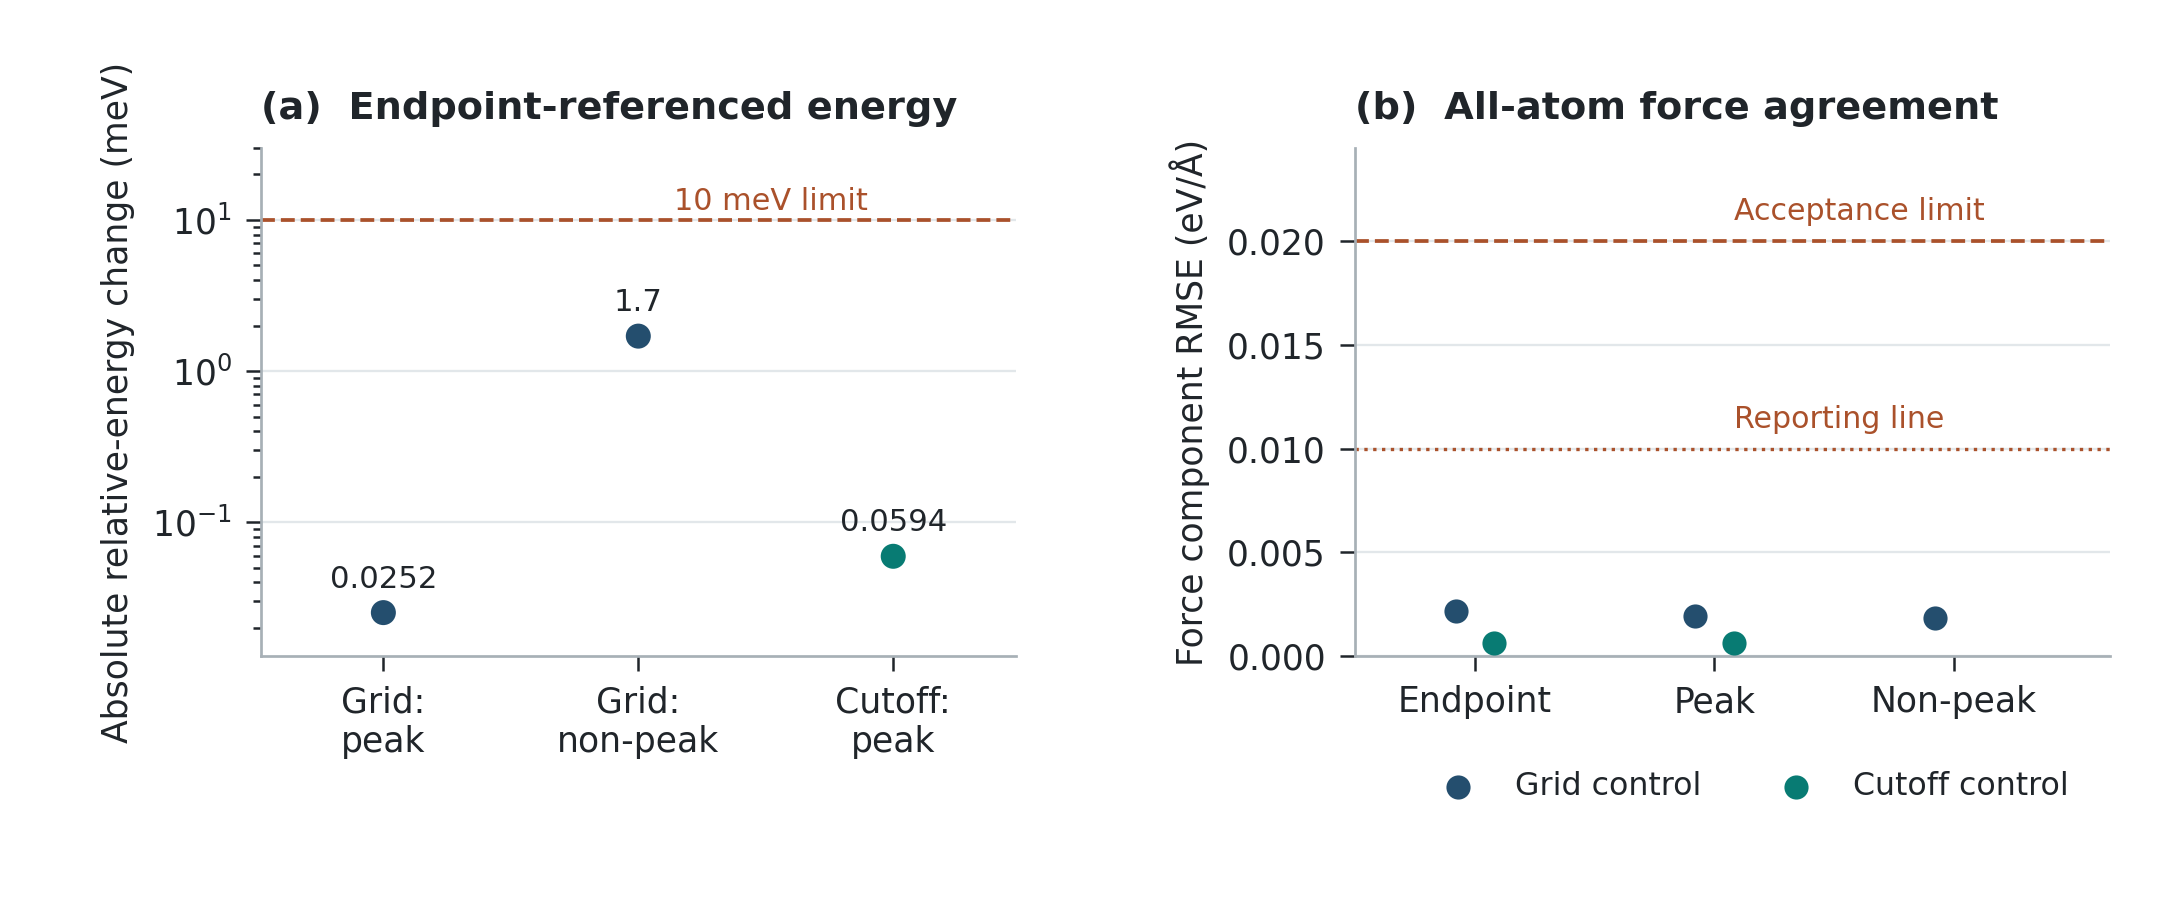 (a)  Endpoint-referenced energy
Absolute relative-energy change (meV)
10¹
10⁰
10⁻¹
10 meV limit
1.7
0.0594
0.0252
Grid:
peak
Grid:
non-peak
Cutoff:
peak
(b)  All-atom force agreement
Force component RMSE (eV/Å)
0.020
0.015
0.010
0.005
0.000
Acceptance limit
Reporting line
Endpoint
Peak
Non-peak
Grid control
Cutoff control